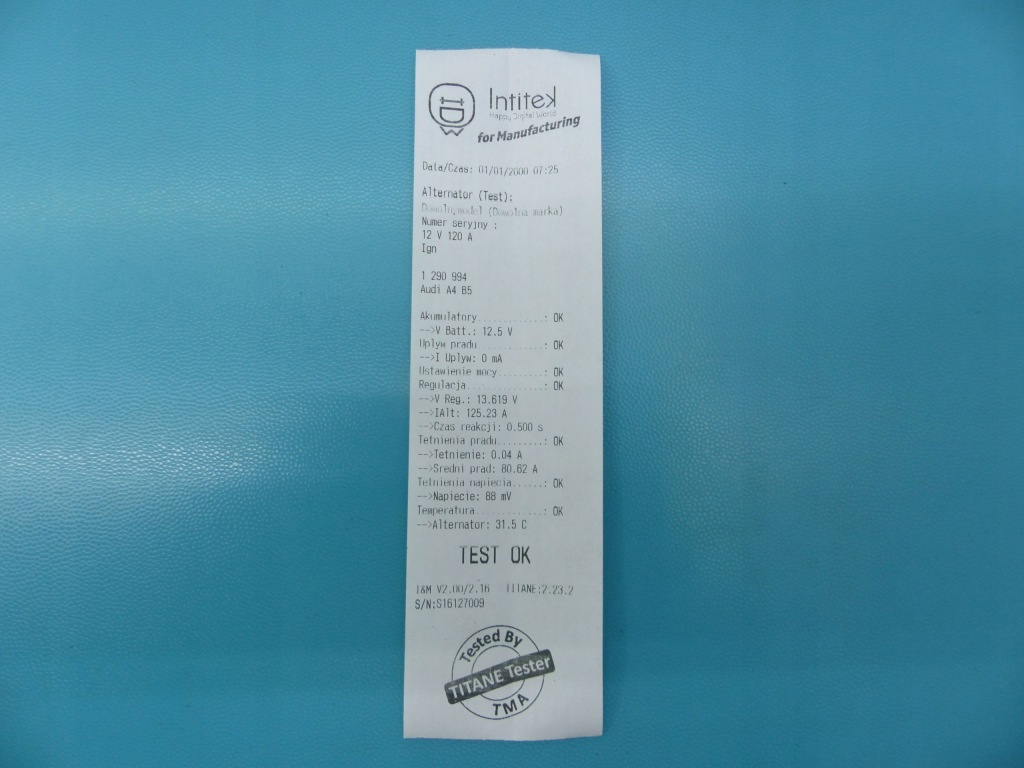 Intitek
Happy Digital World
for Manufacturing
Data/Czas: 01/01/2000 07:25
Alternator (Test):
Dowolny model (Dowolna marka)
Numer seryjny :
12 V 120 A
Ign
1 290 994
Audi A4 B5
Akumulatory............: OK
-->V Batt.: 12.5 V
Uplyw pradu............: OK
-->I Uplyw: 0 mA
Ustawienie mocy........: OK
Regulacja..............: OK
-->V Reg.: 13.619 V
-->IAlt: 125.23 A
-->Czas reakcji: 0.500 s
Tetnienia pradu........: OK
-->Tetnienie: 0.04 A
-->Sredni prad: 80.62 A
Tetnienia napiecia.....: OK
-->Napiecie: 88 mV
Temperatura............: OK
-->Alternator: 31.5 C
TEST OK
I&M V2.00/2.16 TITANE:2.23.2
S/N:S16127009
Tested By
TITANE Tester
TMA